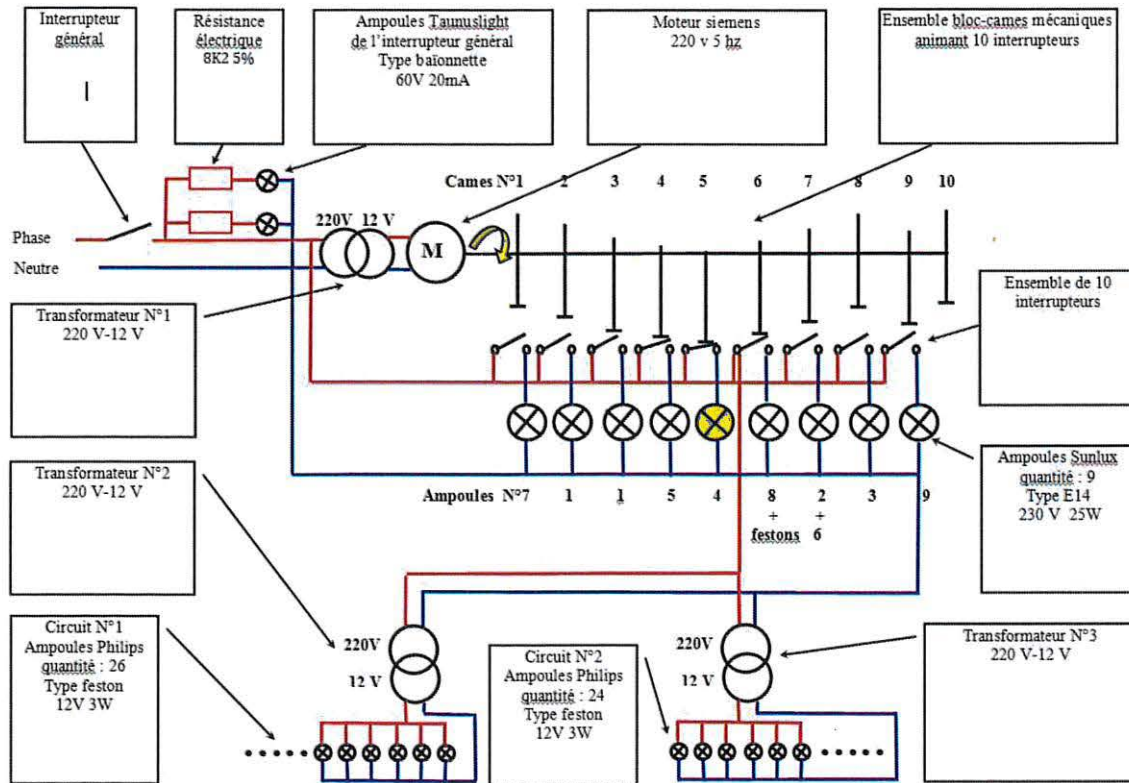 Interrupteur
général
|
Résistance
électrique
8K2 5%
Ampoules Taunuslight
de l'interrupteur général
Type baïonnette
60V 20mA
Moteur siemens
220 v 5 hz
Ensemble bloc-cames mécaniques
animant 10 interrupteurs
Cames N°1 2 3 4 5 6 7 8 9 10
220V 12 V
M
Phase
Neutre
Transformateur N°1
220 V-12 V
Ensemble de 10
interrupteurs
Transformateur N°2
220 V-12 V
Ampoules N°7 1 1 5 4 8 2 3 9
+ +
festons 6
Ampoules Sunlux
quantité : 9
Type E14
230 V 25W
Circuit N°1
Ampoules Philips
quantité : 26
Type feston
12V 3W
220V
12 V
Circuit N°2
Ampoules Philips
quantité : 24
Type feston
12V 3W
220V
12 V
Transformateur N°3
220 V-12 V